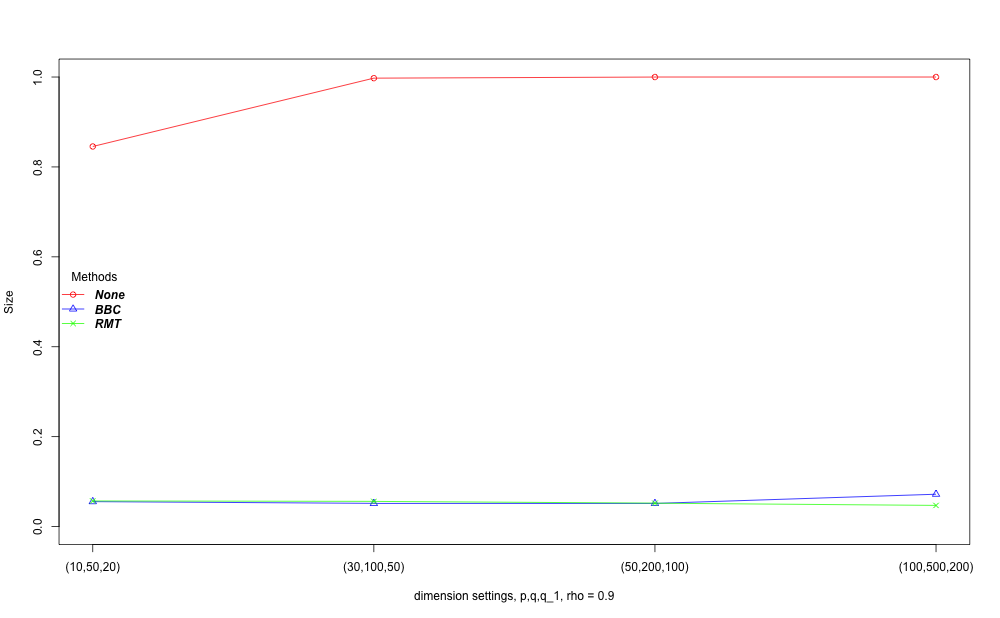 1.0
0.8
0.6
0.4
0.2
0.0
Size
Methods
None
BBC
RMT
(10,50,20)
(30,100,50)
(50,200,100)
(100,500,200)
dimension settings, p,q,q_1, rho = 0.9